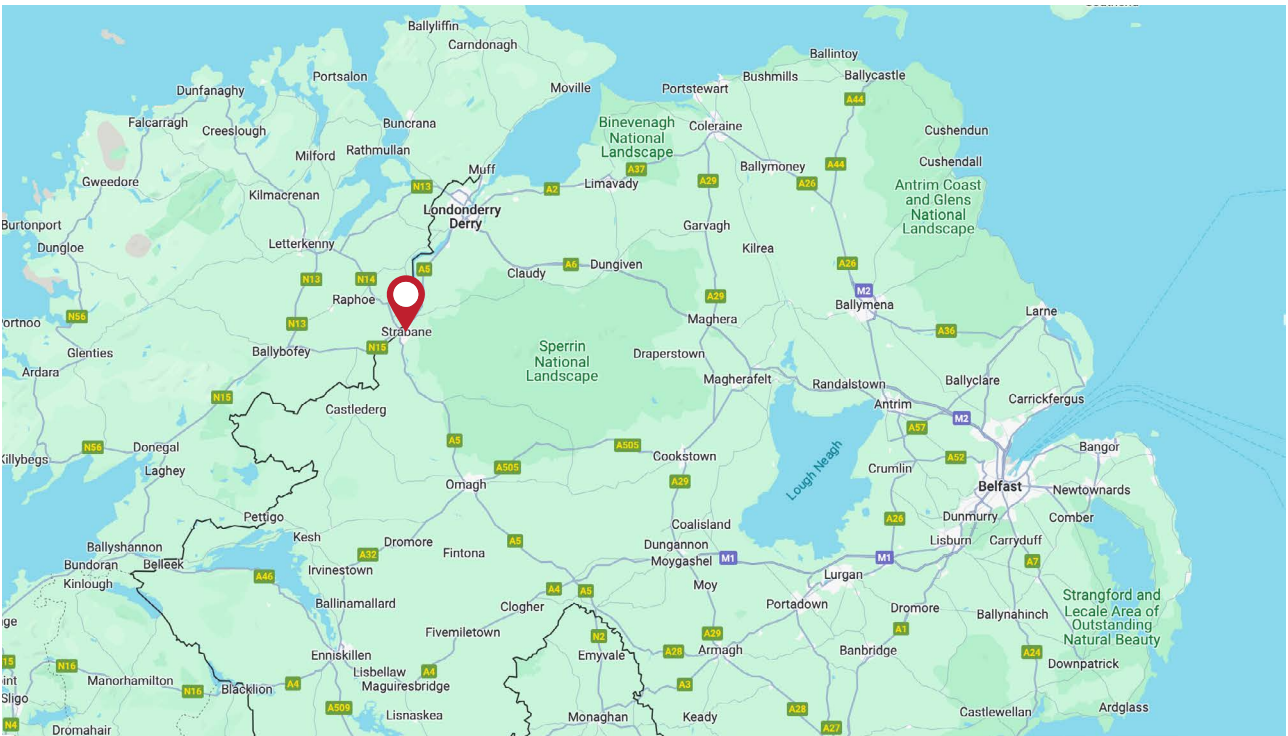 Ballyliffin
Carndonagh
Ballintoy
Portsalon
Bushmills
Ballycastle
Dunfanaghy
Moville
Portstewart
A44
Falcarragh
Creeslough
Buncrana
Binevenagh
National
Landscape
Coleraine
Cushendun
Milford
Rathmullan
Muff
A37
Ballymoney
A44
Cushendall
Gweedore
Kilmacrenan
N13
A2
Limavady
A29
A26
Antrim Coast
and Glens
National
Landscape
Burtonport
Londonderry
Derry
Garvagh
Dungloe
Letterkenny
Kilrea
N13
N14
A5
Claudy
A6
Dungiven
A26
Raphoe
A29
M2
Ballymena
N56
N13
Strabane
Maghera
Larne
A36
Glenties
Ballybofey
N15
Sperrin
National
Landscape
Draperstown
Ardara
Magherafelt
Randalstown
Ballyclare
N15
Castlederg
Antrim
Carrickfergus
M2
A57
N56
Donegal
A5
A505
Cookstown
Lough Neagh
A52
Bangor
Killybegs
Laghey
A505
Crumlin
Omagh
A29
Belfast
Newtownards
Pettigo
Coalisland
A26
Dunmurry
Comber
Kesh
Dromore
A5
Dungannon
Lisburn
Carryduff
Ballyshannon
A32
Fintona
Moygashel
M1
M1
A7
Bundoran
Belleek
Irvinestown
Kinlough
A46
A4
A5
Moy
Lurgan
Ballinamallard
Clogher
Portadown
Dromore
Ballynahinch
Strangford and
Lecale Area of
Outstanding
Natural Beauty
Fivemiletown
N2
A29
A1
Enniskillen
Emyvale
A28
Armagh
Banbridge
A24
Downpatrick
N16
Lisbellaw
A4
Manorhamilton
N16
Blacklion
A4
Maguiresbridge
A3
Sligo
A509
Lisnaskea
Monaghan
Keady
A28
Castlewellan
Ardglass
N4
Dromahair
A27